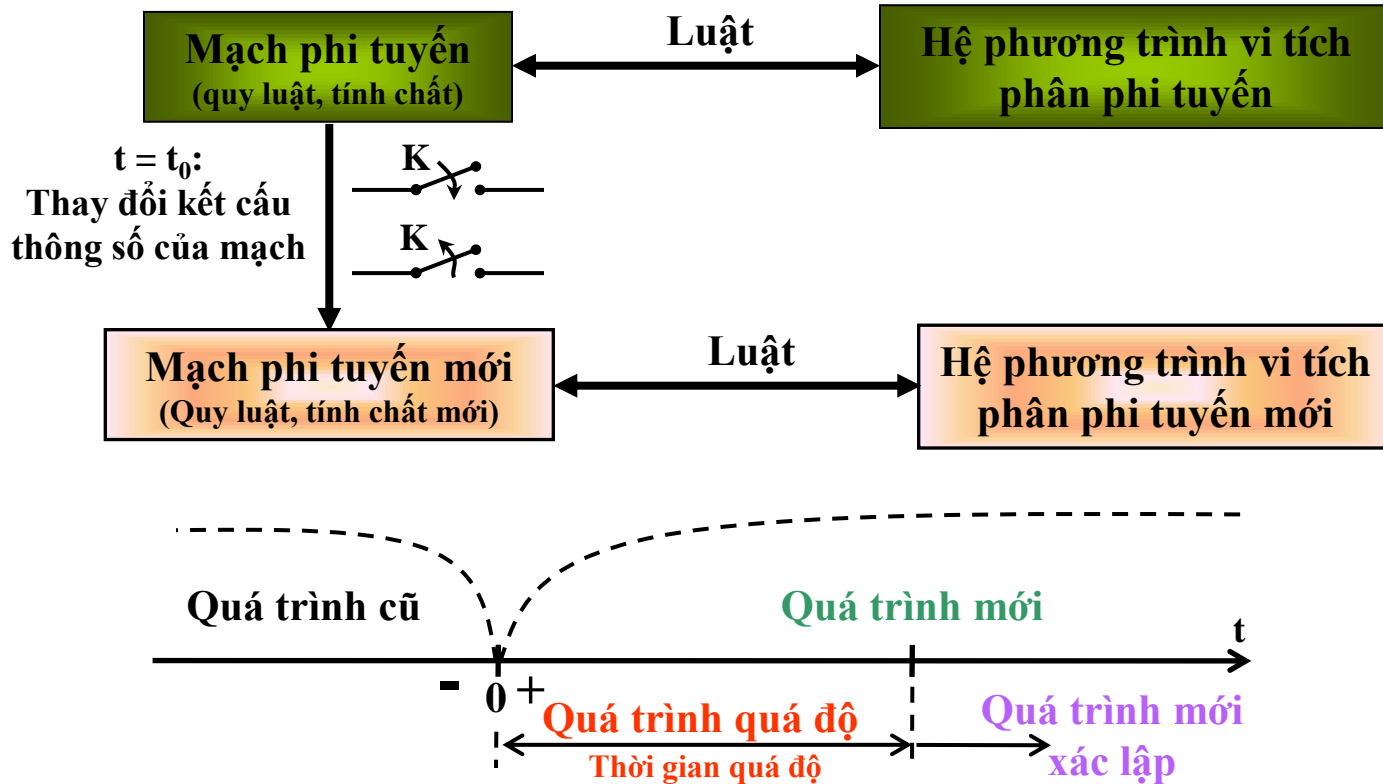 Mạch phi tuyến
(quy luật, tính chất)
Luật
Hệ phương trình vi tích
phân phi tuyến
t = t₀:
Thay đổi kết cấu
thông số của mạch
K
K
Mạch phi tuyến mới
(Quy luật, tính chất mới)
Luật
Hệ phương trình vi tích
phân phi tuyến mới
Quá trình cũ
Quá trình mới
t
- 0 +
Quá trình quá độ
Thời gian quá độ
Quá trình mới
xác lập